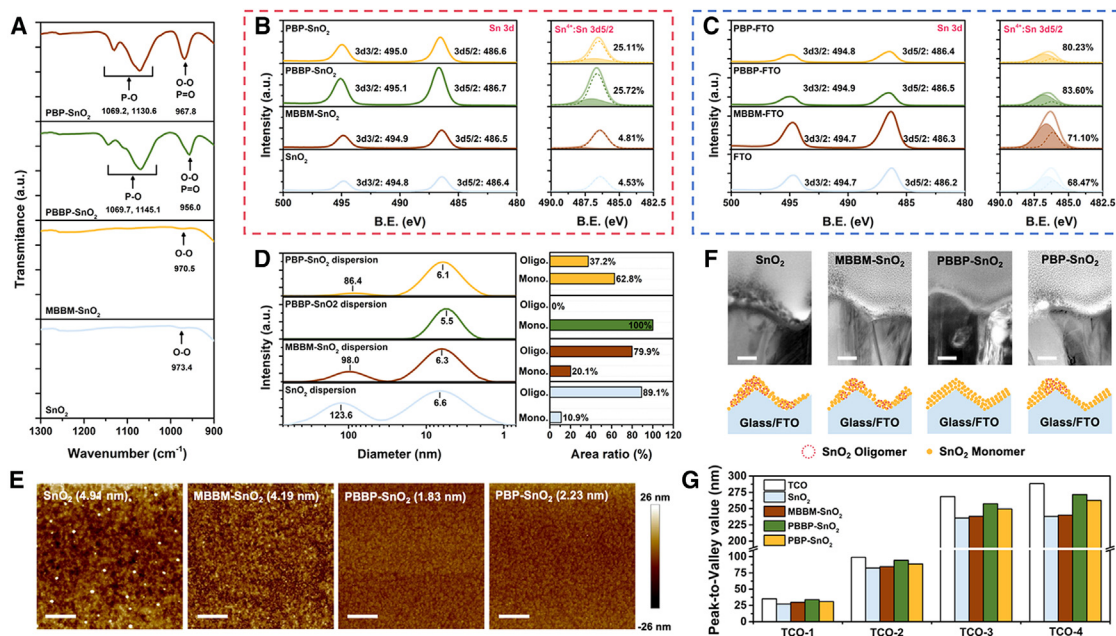 A
P-O
1069.2, 1130.6
O-O
P=O
967.8
PBP-SnO₂
P-O
1069.7, 1145.1
O-O
P=O
956.0
PBBP-SnO₂
O-O
970.5
MBBM-SnO₂
O-O
973.4
SnO₂
1300 1200 1100 1000 900
Wavenumber (cm⁻¹)
Transmitance (a.u.)
B
PBP-SnO₂ Sn 3d
3d3/2: 495.0 3d5/2: 486.6
PBBP-SnO₂
3d3/2: 495.1 3d5/2: 486.7
MBBM-SnO₂
3d3/2: 494.9 3d5/2: 486.5
SnO₂
3d3/2: 494.8 3d5/2: 486.4
500 495 490 485 480
B.E. (eV)
Intensity (a.u.)
Sn⁴⁺:Sn 3d5/2
25.11%
25.72%
4.81%
4.53%
490.0 487.5 485.0 482.5
B.E. (eV)
C
PBP-FTO Sn 3d
3d3/2: 494.8 3d5/2: 486.4
PBBP-FTO
3d3/2: 494.9 3d5/2: 486.5
MBBM-FTO
3d3/2: 494.7 3d5/2: 486.3
FTO
3d3/2: 494.7 3d5/2: 486.2
500 495 490 485 480
B.E. (eV)
Intensity (a.u.)
Sn⁴⁺:Sn 3d5/2
80.23%
83.60%
71.10%
68.47%
490.0 487.5 485.0 482.5
B.E. (eV)
D
PBP-SnO₂ dispersion
86.4 6.1
PBBP-SnO2 dispersion
5.5
MBBM-SnO₂ dispersion
98.0 6.3
SnO₂ dispersion
123.6 6.6
100 10 1
Diameter (nm)
Intensity (a.u.)
Oligo. 37.2%
Mono. 62.8%
Oligo. 0%
Mono. 100%
Oligo. 79.9%
Mono. 20.1%
Oligo. 89.1%
Mono. 10.9%
0 20 40 60 80 100 120
Area ratio (%)
E
SnO₂ (4.91 nm)
MBBM-SnO₂ (4.19 nm)
PBBP-SnO₂ (1.83 nm)
PBP-SnO₂ (2.23 nm)
26 nm
-26 nm
F
SnO₂ MBBM-SnO₂ PBBP-SnO₂ PBP-SnO₂
Glass/FTO Glass/FTO Glass/FTO Glass/FTO
SnO₂ Oligomer SnO₂ Monomer
G
TCO
SnO₂
MBBM-SnO₂
PBBP-SnO₂
PBP-SnO₂
300
275
250
225
100
75
50
25
TCO-1 TCO-2 TCO-3 TCO-4
Peak-to-Valley value (nm)